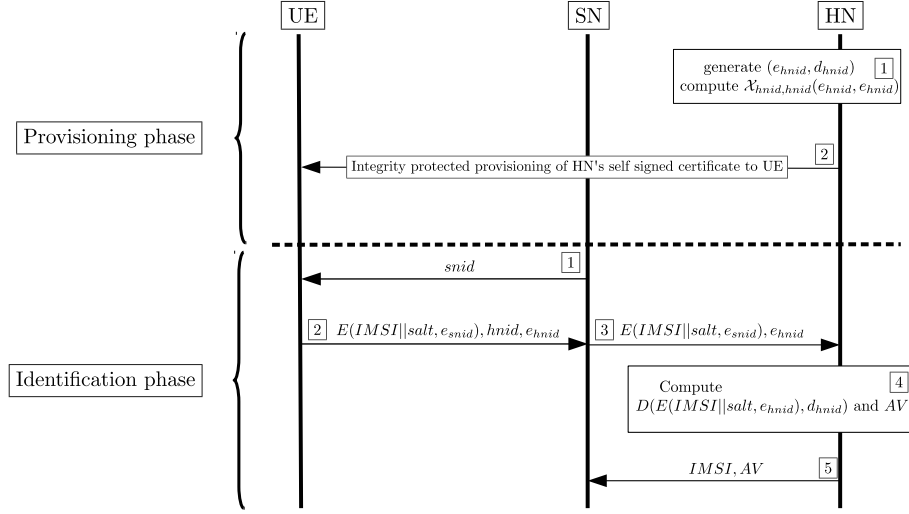 UE SN HN
1
generate (e_hnid, d_hnid)
compute 𝒳_hnid,hnid(e_hnid, e_hnid)
Provisioning phase
2
Integrity protected provisioning of HN's self signed certificate to UE
snid 1
2 E(IMSI||salt, e_snid), hnid, e_hnid
3 E(IMSI||salt, e_snid), e_hnid
Identification phase
4
Compute
D(E(IMSI||salt, e_hnid), d_hnid) and AV
IMSI, AV 5